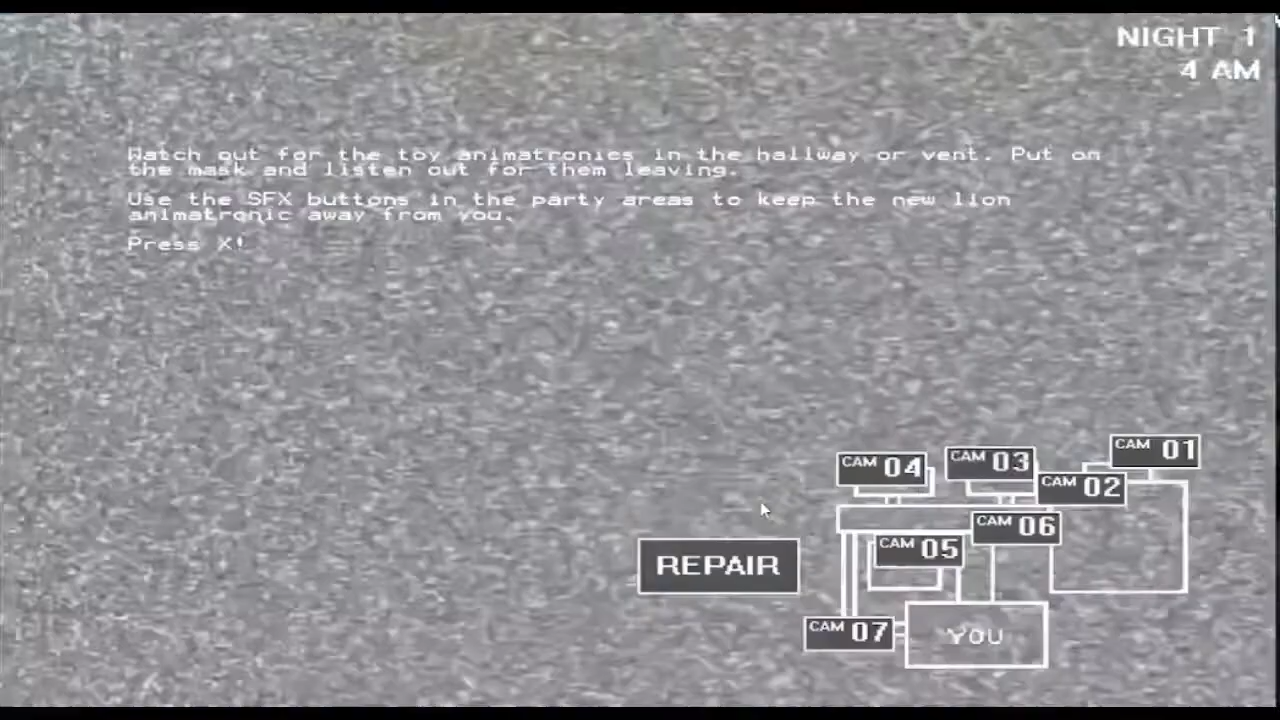 NIGHT 1
4 AM
Watch out for the toy animatronics in the hallway or vent. Put on
the mask and listen out for them leaving.
Use the SFX buttons in the party areas to keep the new lion
animatronic away from you.
Press X!
CAM 01
CAM 04
CAM 03
CAM 02
CAM 06
CAM 05
REPAIR
CAM 07
YOU